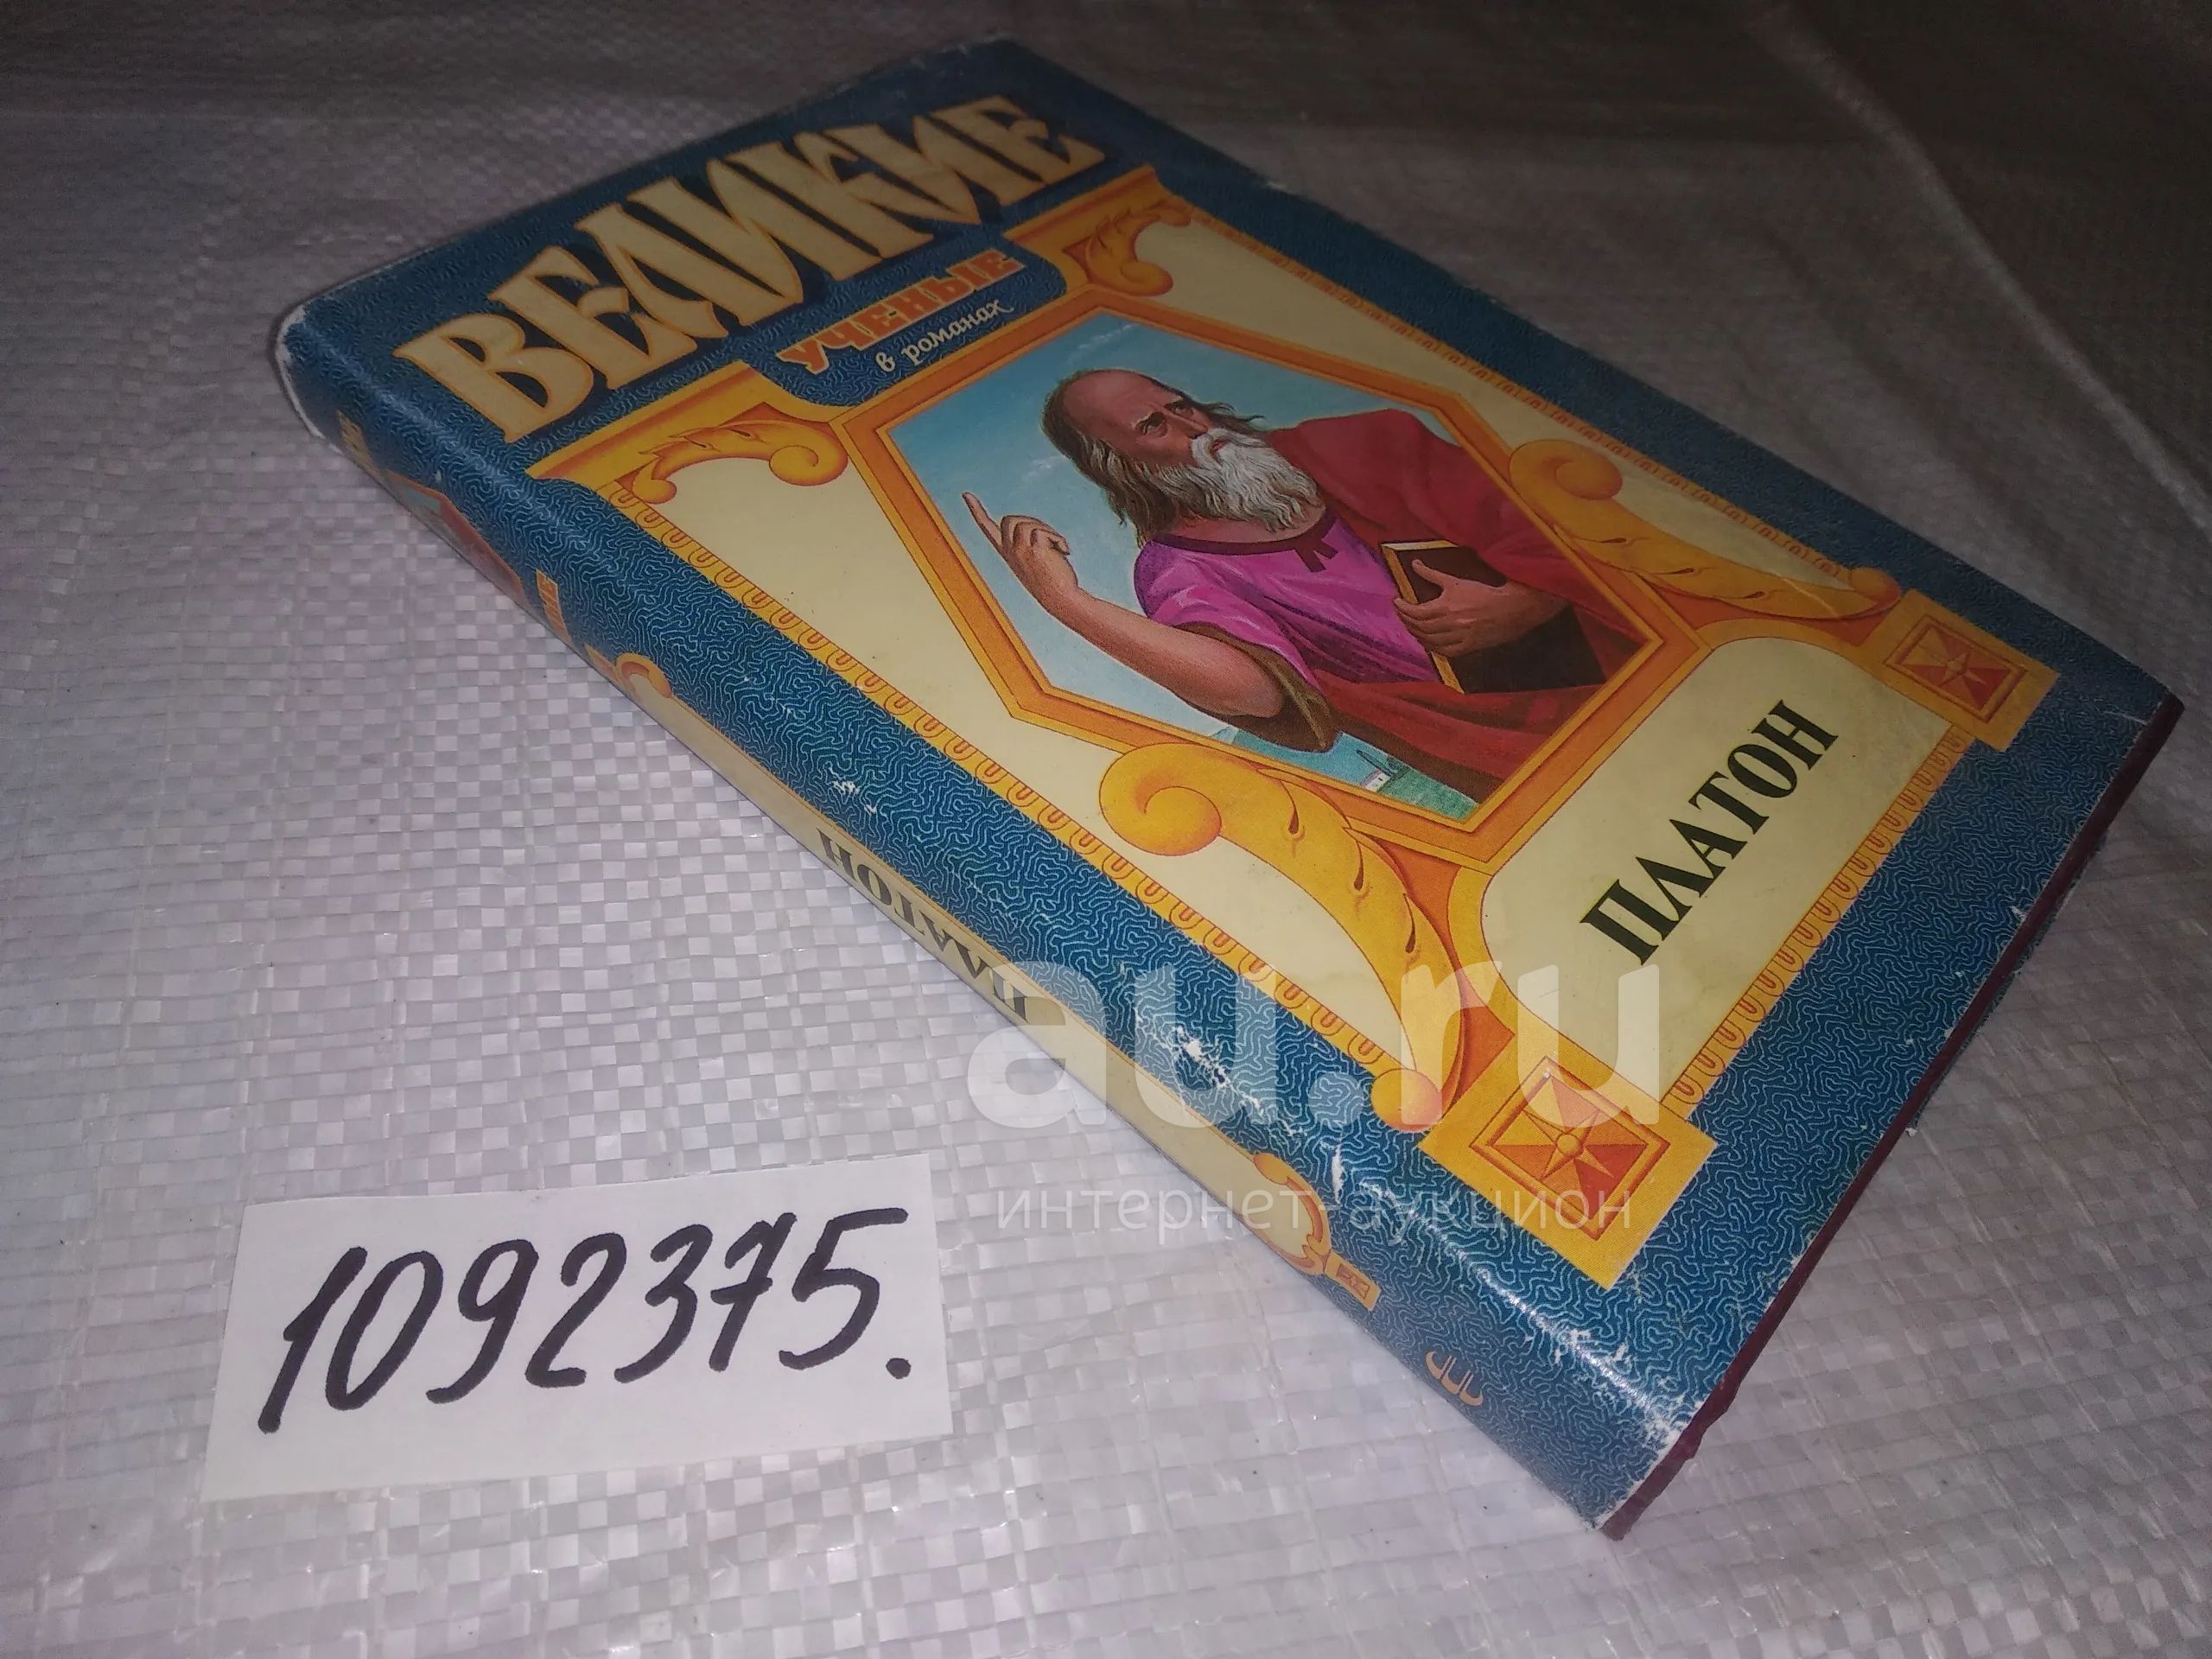 ВЕЛИКИЕ
УЧЕНЫЕ
в романах
ПЛАТОН
ПЛАТОН
au.ru
интернет-аукцион
1092375.